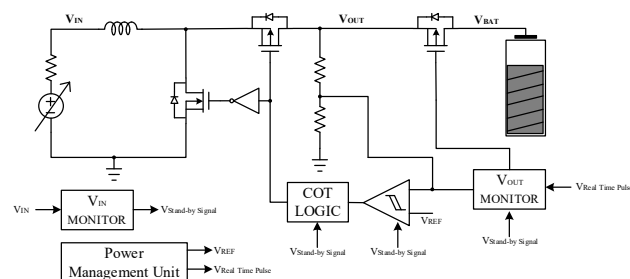 VIN
VOUT
VBAT
VIN
VIN
MONITOR
VStand-by Signal
COT
LOGIC
VREF
VOUT
MONITOR
VReal Time Puls
VStand-by Signal
VStand-by Signal
VStand-by Signal
Power
Management Unit
VREF
VReal Time Pulse